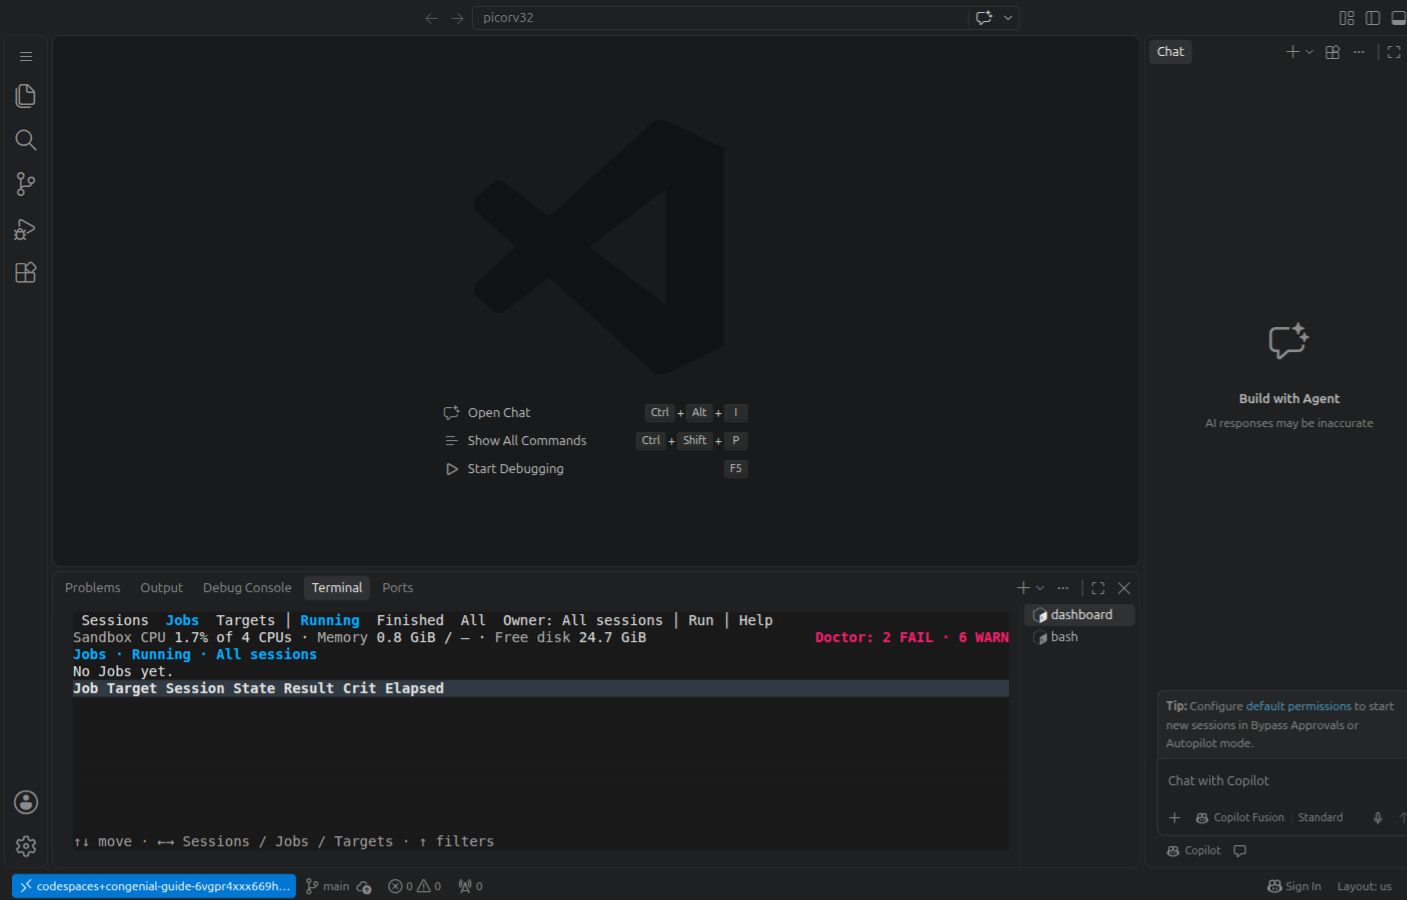 picorv32
Chat
Open Chat Ctrl + Alt + I
Show All Commands Ctrl + Shift + P
Start Debugging F5
Build with Agent
AI responses may be inaccurate
Problems Output Debug Console Terminal Ports
Sessions Jobs Targets | Running Finished All Owner: All sessions | Run | Help
Sandbox CPU 1.7% of 4 CPUs · Memory 0.8 GiB / — · Free disk 24.7 GiB Doctor: 2 FAIL · 6 WARN
Jobs · Running · All sessions
No Jobs yet.
Job Target Session State Result Crit Elapsed
↑↓ move · ←→ Sessions / Jobs / Targets · ↑ filters
dashboard
bash
Tip: Configure default permissions to start
new sessions in Bypass Approvals or
Autopilot mode.
Chat with Copilot
Copilot Fusion Standard
Copilot
codespaces+congenial-guide-6vgpr4xxx669h... main 0 0 0 Sign In Layout: us